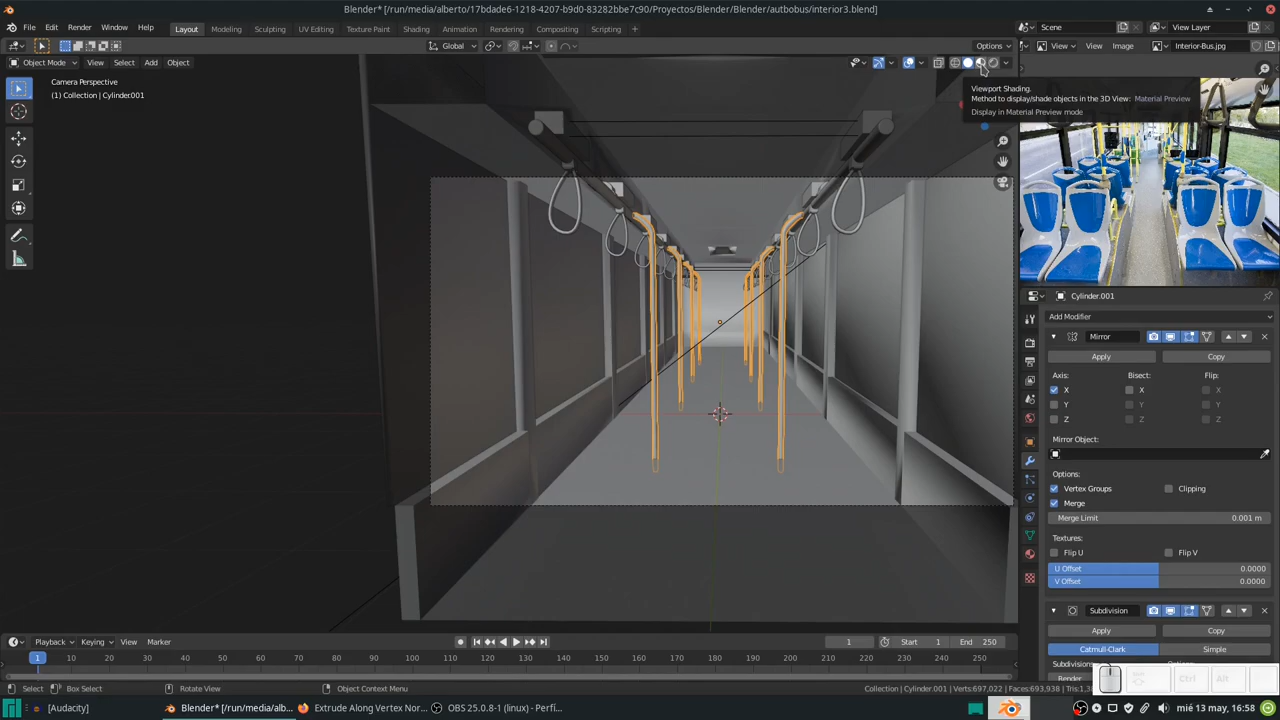 Blender* [/run/media/alberto/17bdade6-1218-4207-b9d0-83282bbe7c90/Proyectos/Blender/Blender/autbobus/interior3.blend]
File Edit Render Window Help Layout Modeling Sculpting UV Editing Texture Paint Shading Animation Rendering Compositing Scripting Scene View Layer
Global Options View View Image Interior-Bus.jpg
Object Mode View Select Add Object
Camera Perspective
(1) Collection | Cylinder.001
Viewport Shading.
Method to display/shade objects in the 3D View: Material Preview
Display in Material Preview mode
Cylinder.001
Add Modifier
Mirror
Apply Copy
Axis: Bisect: Flip:
X X X
Y Y Y
Z Z Z
Mirror Object:
Options:
Vertex Groups Clipping
Merge
Merge Limit 0.001 m
Textures:
Flip U Flip V
U Offset 0.0000
V Offset 0.0000
Subdivision
Apply Copy
Catmull-Clark Simple
Render
Ctrl Alt
Playback Keying View Marker 1 Start 1 End 250
1 10 20 30 40 50 60 70 80 90 100 110 120 130 140 150 160 170 180 190 200 210 220 230 240 250
Select Box Select Rotate View Object Context Menu Collection | Cylinder.001 | Verts:697,022 | Faces:693,938 | Tris:1,3
[Audacity] Blender* [/run/media/alb... Extrude Along Vertex Nor... OBS 25.0.8-1 (linux) - Perfi... mié 13 may, 16:58